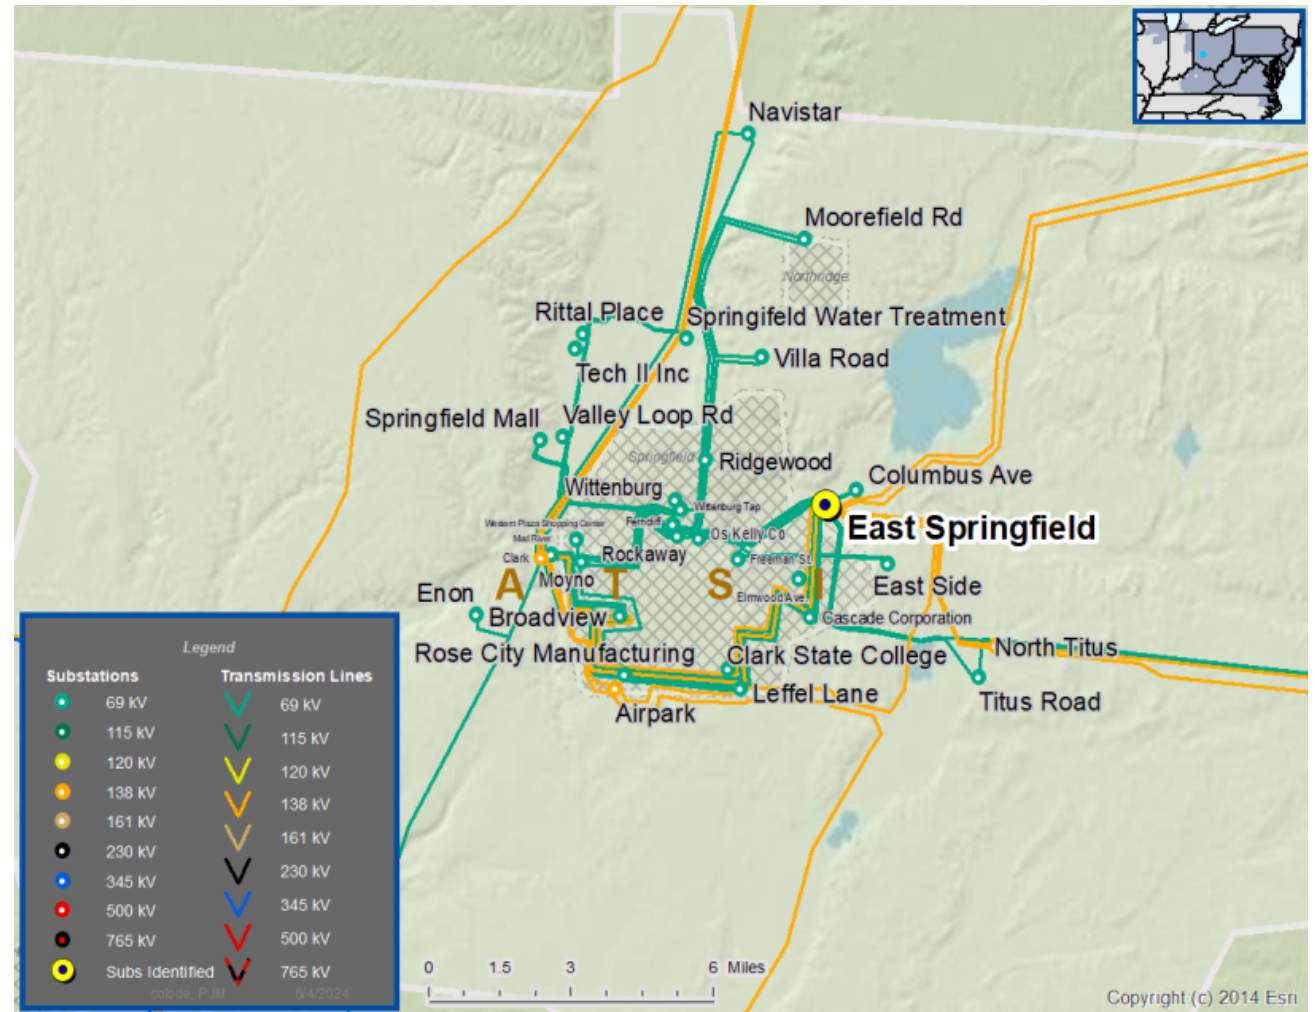 Navistar
Moorefield Rd
Northridge
Rittal Place
Springifeld Water Treatment
Villa Road
Tech II Inc
Springfield Mall
Valley Loop Rd
Springfield
Ridgewood
Columbus Ave
Wittenburg
Wittenburg Tap
East Springfield
Western Plaza Shopping Center
Ferncliff
Mad River
Os Kelly Co
Clark
Rockaway
Freeman St.
Moyno
A T S I
East Side
Enon
Elmwood Ave.
Broadview
Cascade Corporation
Rose City Manufacturing
Clark State College
North Titus
Leffel Lane
Titus Road
Airpark
Legend
Substations Transmission Lines
69 kV 69 kV
115 kV 115 kV
120 kV 120 kV
138 kV 138 kV
161 kV 161 kV
230 kV 230 kV
345 kV 345 kV
500 kV 500 kV
765 kV 765 kV
Subs Identified
colode, PJM 6/4/2024
0 1.5 3 6 Miles
Copyright:(c) 2014 Esri